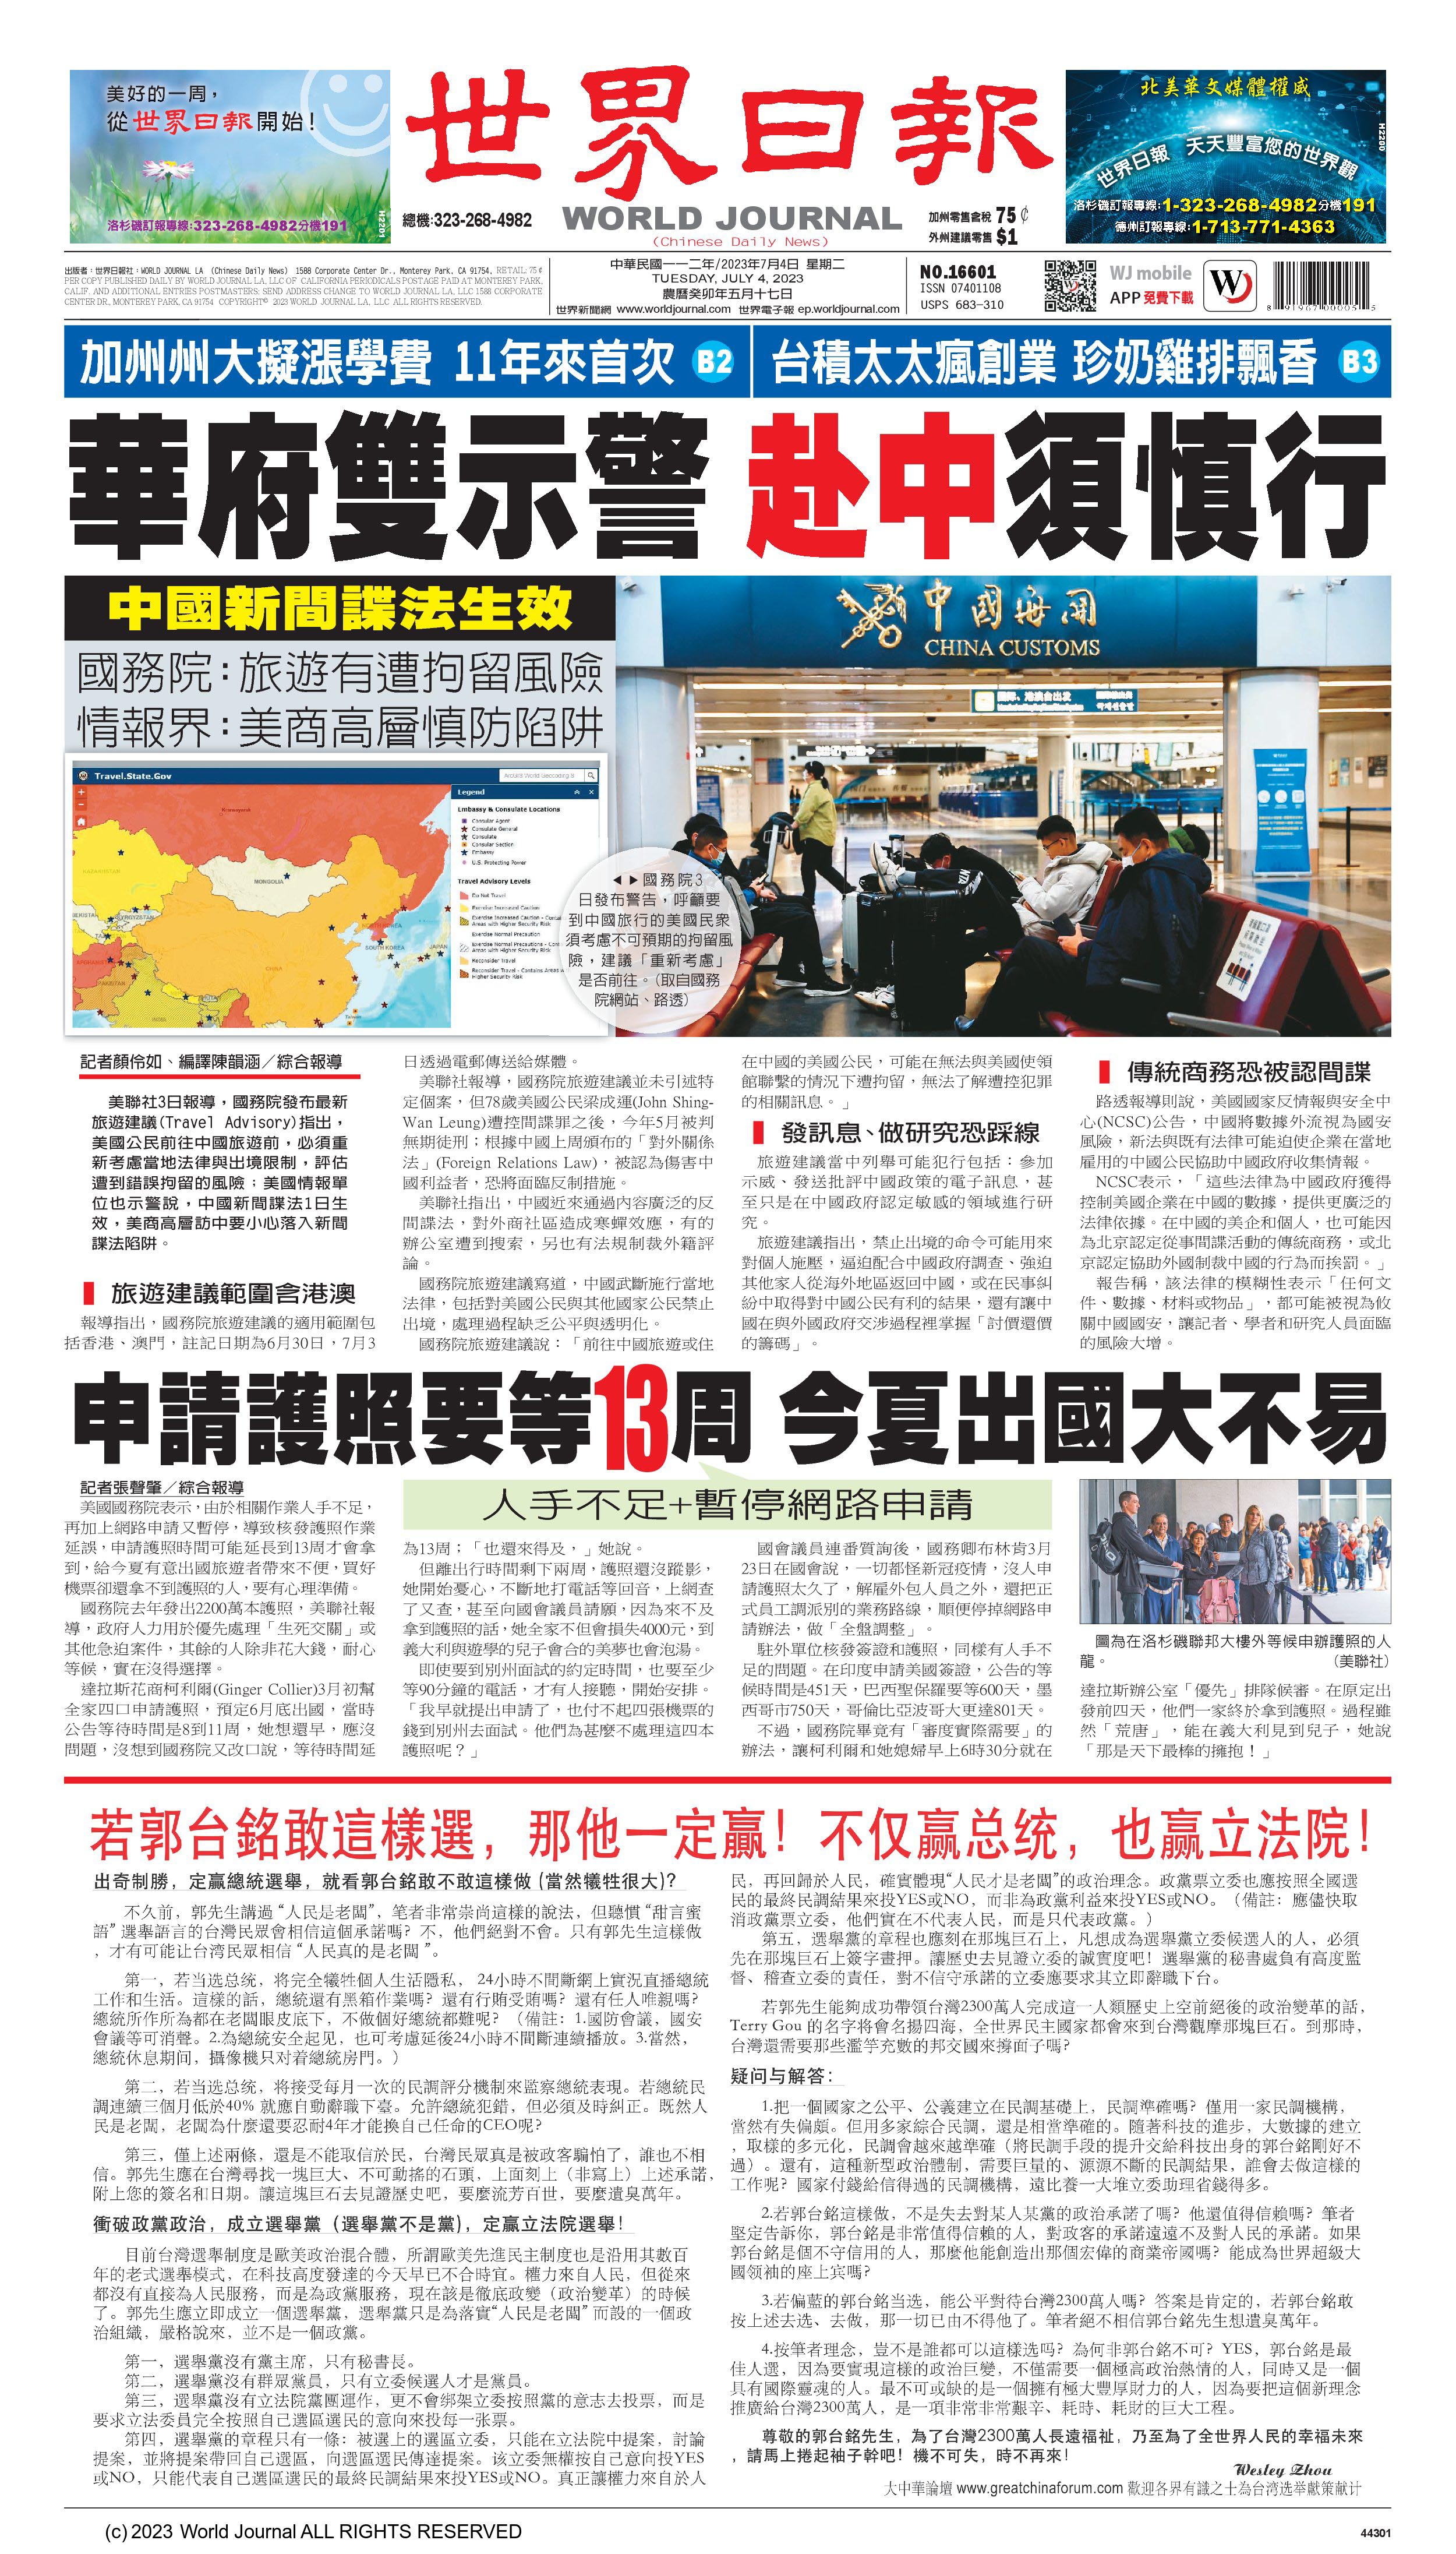 美好的一周，
從世界日報開始！
洛杉磯訂報專線:323-268-4982分機191
H2201
世界日報
總機:323-268-4982
WORLD JOURNAL
(Chinese Daily News)
加州零售含稅 75￠
外州建議零售 $1
北美華文媒體權威
世界日報 天天豐富您的世界觀
洛杉磯訂報專線:1-323-268-4982分機191
德州訂報專線:1-713-771-4363
H2200
出版者：世界日報社：WORLD JOURNAL LA (Chinese Daily News) 1588 Corporate Center Dr., Monterey Park, CA 91754, RETAIL: 75￠
PER COPY PUBLISHED DAILY BY WORLD JOURNAL LA, LLC OF CALIFORNIA PERIODICALS POSTAGE PAID AT MONTEREY PARK,
CALIF. AND ADDITIONAL ENTRIES POSTMASTERS: SEND ADDRESS CHANGE TO WORLD JOURNAL LA, LLC 1588 CORPORATE
CENTER DR., MONTEREY PARK, CA 91754 COPYRIGHT© 2023 WORLD JOURNAL LA, LLC ALL RIGHTS RESERVED.
中華民國一一二年/2023年7月4日 星期二
TUESDAY, JULY 4, 2023
農曆癸卯年五月十七日
世界新聞網 www.worldjournal.com 世界電子報 ep.worldjournal.com
NO.16601
ISSN 07401108
USPS 683-310
WJ mobile
APP 免費下載
8 91967 00005 5
加州州大擬漲學費 11年來首次 B2
台積太太瘋創業 珍奶雞排飄香 B3
華府雙示警 赴中須慎行
中國新間諜法生效
國務院：旅遊有遭拘留風險
情報界：美商高層慎防陷阱
中國海關
CHINA CUSTOMS
Travel.State.Gov
Legend
Embassy & Consulate Locations
Consular Agent
Consulate General
Consulate
Consular Section
Embassy
U.S. Protecting Power
Travel Advisory Levels
Do Not Travel
Exercise Increased Caution
Exercise Increased Caution - Contains
Areas with Higher Security Risk
Exercise Normal Precaution
Exercise Normal Precautions - Con
Areas with Higher Security Risk
Reconsider Travel
Reconsider Travel - Contains Areas w
Higher Security Risk
MONGOLIA
CHINA
SOUTH KOREA
JAPAN
◀ ▶國務院3
日發布警告，呼籲要
到中國旅行的美國民眾
須考慮不可預期的拘留風
險，建議「重新考慮」
是否前往。（取自國務
院網站、路透）
記者顏伶如、編譯陳韻涵／綜合報導
美聯社3日報導，國務院發布最新
旅遊建議(Travel Advisory)指出，
美國公民前往中國旅遊前，必須重
新考慮當地法律與出境限制，評估
遭到錯誤拘留的風險；美國情報單
位也示警說，中國新間諜法1日生
效，美商高層訪中要小心落入新間
諜法陷阱。
旅遊建議範圍含港澳
報導指出，國務院旅遊建議的適用範圍包
括香港、澳門，註記日期為6月30日，7月3
日透過電郵傳送給媒體。
美聯社報導，國務院旅遊建議並未引述特
定個案，但78歲美國公民梁成運(John Shing-
Wan Leung)遭控間諜罪之後，今年5月被判
無期徒刑；根據中國上周頒布的「對外關係
法」(Foreign Relations Law)，被認為傷害中
國利益者，恐將面臨反制措施。
美聯社指出，中國近來通過內容廣泛的反
間諜法，對外商社區造成寒蟬效應，有的
辦公室遭到搜索，另也有法規制裁外籍評
論。
國務院旅遊建議寫道，中國武斷施行當地
法律，包括對美國公民與其他國家公民禁止
出境，處理過程缺乏公平與透明化。
國務院旅遊建議說：「前往中國旅遊或住
在中國的美國公民，可能在無法與美國使領
館聯繫的情況下遭拘留，無法了解遭控犯罪
的相關訊息。」
發訊息、做研究恐踩線
旅遊建議當中列舉可能犯行包括：參加
示威、發送批評中國政策的電子訊息，甚
至只是在中國政府認定敏感的領域進行研
究。
旅遊建議指出，禁止出境的命令可能用來
對個人施壓，逼迫配合中國政府調查、強迫
其他家人從海外地區返回中國，或在民事糾
紛中取得對中國公民有利的結果，還有讓中
國在與外國政府交涉過程裡掌握「討價還價
的籌碼」。
傳統商務恐被認間諜
路透報導則說，美國國家反情報與安全中
心(NCSC)公告，中國將數據外流視為國安
風險，新法與既有法律可能迫使企業在當地
雇用的中國公民協助中國政府收集情報。
NCSC表示，「這些法律為中國政府獲得
控制美國企業在中國的數據，提供更廣泛的
法律依據。在中國的美企和個人，也可能因
為北京認定從事間諜活動的傳統商務，或北
京認定協助外國制裁中國的行為而挨罰。」
報告稱，該法律的模糊性表示「任何文
件、數據、材料或物品」，都可能被視為攸
關中國國安，讓記者、學者和研究人員面臨
的風險大增。
申請護照要等13周 今夏出國大不易
記者張聲肇／綜合報導
美國國務院表示，由於相關作業人手不足，
再加上網路申請又暫停，導致核發護照作業
延誤，申請護照時間可能延長到13周才會拿
到，給今夏有意出國旅遊者帶來不便，買好
機票卻還拿不到護照的人，要有心理準備。
國務院去年發出2200萬本護照，美聯社報
導，政府人力用於優先處理「生死交關」或
其他急迫案件，其餘的人除非花大錢，耐心
等候，實在沒得選擇。
達拉斯花商柯利爾(Ginger Collier)3月初幫
全家四口申請護照，預定6月底出國，當時
公告等待時間是8到11周，她想還早，應沒
問題，沒想到國務院又改口說，等待時間延
人手不足+暫停網路申請
為13周；「也還來得及，」她說。
但離出行時間剩下兩周，護照還沒蹤影，
她開始憂心，不斷地打電話等回音，上網查
了又查，甚至向國會議員請願，因為來不及
拿到護照的話，她全家不但會損失4000元，到
義大利與遊學的兒子會合的美夢也會泡湯。
即使要到別州面試的約定時間，也要至少
等90分鐘的電話，才有人接聽，開始安排。
「我早就提出申請了，也付不起四張機票的
錢到別州去面試。他們為甚麼不處理這四本
護照呢？」
國會議員連番質詢後，國務卿布林肯3月
23日在國會說，一切都怪新冠疫情，沒人申
請護照太久了，解雇外包人員之外，還把正
式員工調派別的業務路線，順便停掉網路申
請辦法，做「全盤調整」。
駐外單位核發簽證和護照，同樣有人手不
足的問題。在印度申請美國簽證，公告的等
候時間是451天，巴西聖保羅要等600天，墨
西哥市750天，哥倫比亞波哥大更達801天。
不過，國務院畢竟有「審度實際需要」的
辦法，讓柯利爾和她媳婦早上6時30分就在
圖為在洛杉磯聯邦大樓外等候申辦護照的人
龍。 （美聯社）
達拉斯辦公室「優先」排隊候審。在原定出
發前四天，他們一家終於拿到護照。過程雖
然「荒唐」，能在義大利見到兒子，她說
「那是天下最棒的擁抱！」
若郭台銘敢這樣選，那他一定贏！不仅赢总统，也赢立法院！
出奇制勝，定贏總統選舉，就看郭台銘敢不敢這樣做 (當然犧牲很大)？
不久前，郭先生講過 “人民是老闆”，笔者非常崇尚這樣的說法，但聽慣 “甜言蜜
語” 選舉語言的台灣民眾會相信這個承諾嗎？不，他們絕對不會。只有郭先生這樣做
，才有可能让台湾民眾相信 “人民真的是老闆 ”。
第一，若当选总统，将完全犧牲個人生活隱私， 24小時不間斷網上實況直播總統
工作和生活。這樣的話，總統還有黑箱作業嗎？還有行賄受賄嗎？還有任人唯親嗎？
總統所作所為都在老闆眼皮底下，不做個好總統都難呢？（備註：1.國防會議，國安
會議等可消聲。2.為總統安全起见，也可考慮延後24小時不間斷連續播放。3.當然，
總統休息期间，攝像機只对着總統房門。）
第二，若当选总统，将接受每月一次的民調評分機制來監察總統表現。若總統民
調連續三個月低於40% 就應自動辭職下臺。允許總統犯錯，但必須及時糾正。既然人
民是老闆，老闆為什麼還要忍耐4年才能換自己任命的CEO呢？
第三，僅上述兩條，還是不能取信於民，台灣民眾真是被政客騙怕了，誰也不相
信。郭先生應在台灣尋找一塊巨大、不可動搖的石頭，上面刻上（非寫上）上述承諾，
附上您的簽名和日期。讓這塊巨石去見證歷史吧，要麼流芳百世，要麼遺臭萬年。
衝破政黨政治，成立選舉黨（選舉黨不是黨)，定贏立法院選舉！
目前台灣選舉制度是歐美政治混合體，所謂歐美先進民主制度也是沿用其數百
年的老式選舉模式，在科技高度發達的今天早已不合時宜。權力來自人民，但從來
都沒有直接為人民服務，而是為政黨服務，現在該是徹底政變（政治變革）的時候
了。郭先生應立即成立一個選舉黨，選舉黨只是為落實“人民是老闆” 而設的一個政
治組織，嚴格說來，並不是一個政黨。
第一，選舉黨沒有黨主席，只有秘書長。
第二，選舉黨沒有群眾黨員，只有立委候選人才是黨員。
第三，選舉黨沒有立法院黨團運作，更不會绑架立委按照黨的意志去投票，而是
要求立法委員完全按照自己選區選民的意向來投每一张票。
第四，選舉黨的章程只有一條：被選上的選區立委，只能在立法院中提案，討論
提案，並將提案帶回自己選區，向選區選民傳達提案。该立委無權按自己意向投YES
或NO，只能代表自己選區選民的最終民調結果來投YES或NO。真正讓權力來自於人
民，再回歸於人民，確實體現“人民才是老闆”的政治理念。政黨票立委也應按照全國選
民的最終民調結果來投YES或NO，而非為政黨利益來投YES或NO。（備註：應儘快取
消政黨票立委，他們實在不代表人民，而是只代表政黨。）
第五，選舉黨的章程也應刻在那塊巨石上，凡想成為選舉黨立委候選人的人，必須
先在那塊巨石上簽字畫押。讓歷史去見證立委的誠實度吧！選舉黨的秘書處負有高度監
督、稽查立委的責任，對不信守承諾的立委應要求其立即辭職下台。
若郭先生能夠成功帶領台灣2300萬人完成這一人類歷史上空前絕後的政治變革的話，
Terry Gou 的名字将會名揚四海，全世界民主國家都會來到台灣觀摩那塊巨石。到那時，
台灣還需要那些濫竽充數的邦交國來撐面子嗎？
疑问与解答：
1.把一個國家之公平、公義建立在民調基礎上，民調準確嗎？僅用一家民調機構，
當然有失偏頗。但用多家綜合民調，還是相當準確的。隨著科技的進步，大數據的建立
，取樣的多元化，民調會越來越準確（將民調手段的提升交給科技出身的郭台銘剛好不
過）。還有，這種新型政治體制，需要巨量的、源源不斷的民調結果，誰會去做這樣的
工作呢？國家付錢給信得過的民調機構，遠比養一大堆立委助理省錢得多。
2.若郭台銘這樣做，不是失去對某人某黨的政治承諾了嗎？他還值得信賴嗎？筆者
堅定告訴你，郭台銘是非常值得信賴的人，對政客的承諾遠遠不及對人民的承諾。如果
郭台銘是個不守信用的人，那麼他能創造出那個宏偉的商業帝國嗎？能成為世界超級大
國領袖的座上宾嗎？
3.若偏藍的郭台銘当选，能公平對待台灣2300萬人嗎？答案是肯定的，若郭台銘敢
按上述去选、去做，那一切已由不得他了。筆者絕不相信郭台銘先生想遺臭萬年。
4.按筆者理念，豈不是誰都可以這樣选吗？為何非郭台銘不可？YES，郭台銘是最
佳人選，因為要實現這樣的政治巨變，不僅需要一個極高政治熱情的人，同時又是一個
具有國際靈魂的人。最不可或缺的是一個擁有極大豐厚財力的人，因為要把這個新理念
推廣給台灣2300萬人，是一項非常非常艱辛、耗時、耗財的巨大工程。
尊敬的郭台銘先生，為了台灣2300萬人長遠福祉，乃至為了全世界人民的幸福未來
，請馬上捲起袖子幹吧！機不可失，時不再來！
Wesley Zhou
大中華論壇 www.greatchinaforum.com 歡迎各界有識之士為台湾选举献策献计
(c) 2023 World Journal ALL RIGHTS RESERVED
44301